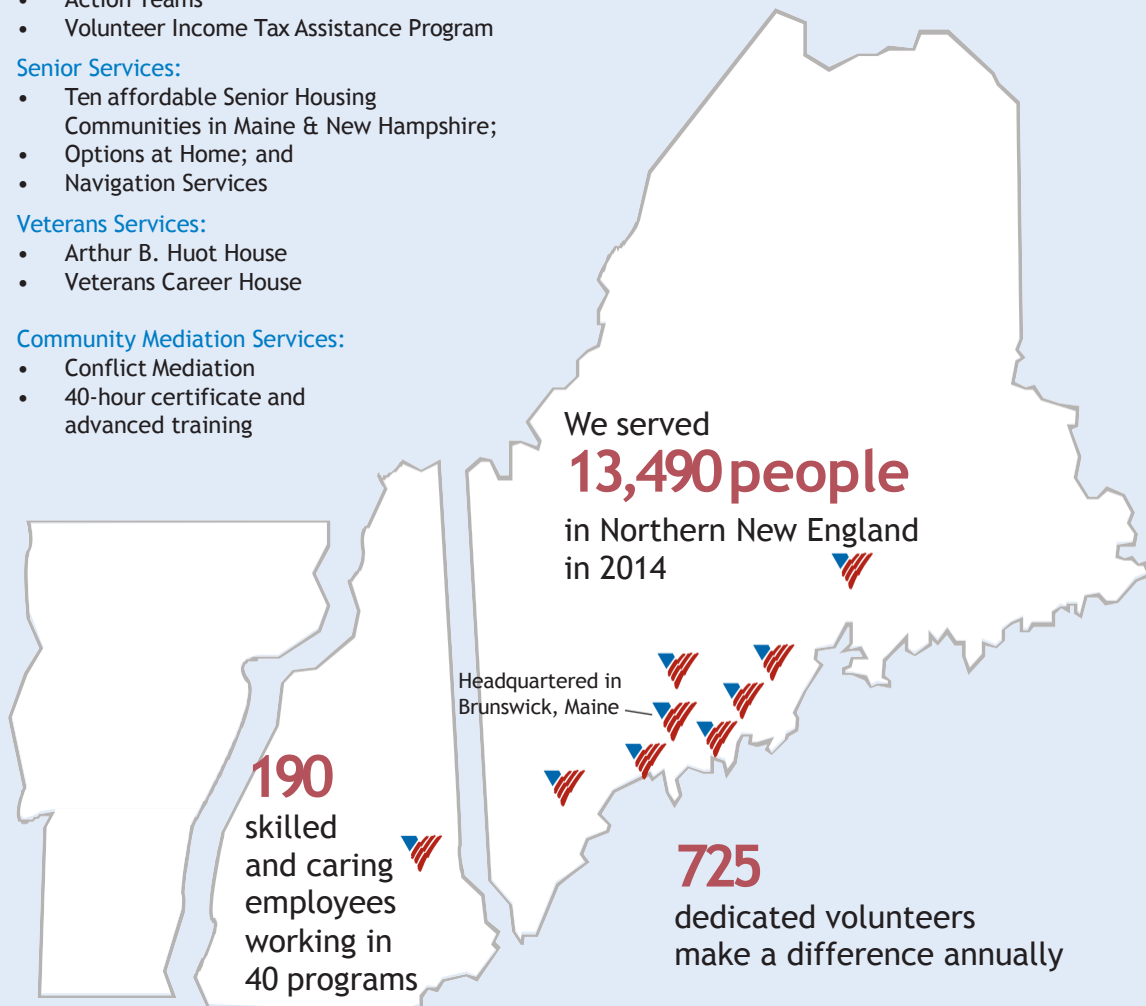 • Action Teams
• Volunteer Income Tax Assistance Program
Senior Services:
• Ten affordable Senior Housing
Communities in Maine & New Hampshire;
• Options at Home; and
• Navigation Services
Veterans Services:
• Arthur B. Huot House
• Veterans Career House
Community Mediation Services:
• Conflict Mediation
• 40-hour certificate and
advanced training
We served
13,490 people
in Northern New England
in 2014
Headquartered in
Brunswick, Maine
190
skilled
and caring
employees
working in
40 programs
725
dedicated volunteers
make a difference annually